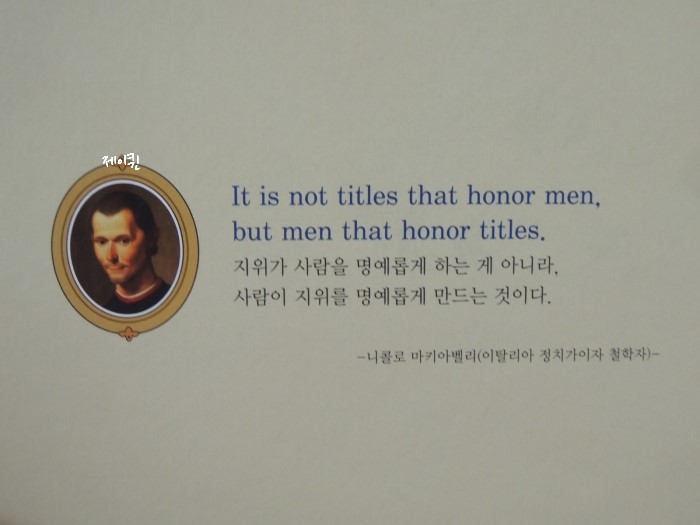 제이퀸
It is not titles that honor men,
but men that honor titles.
지위가 사람을 명예롭게 하는 게 아니라,
사람이 지위를 명예롭게 만드는 것이다.
-니콜로 마키아벨리(이탈리아 정치가이자 철학자)-